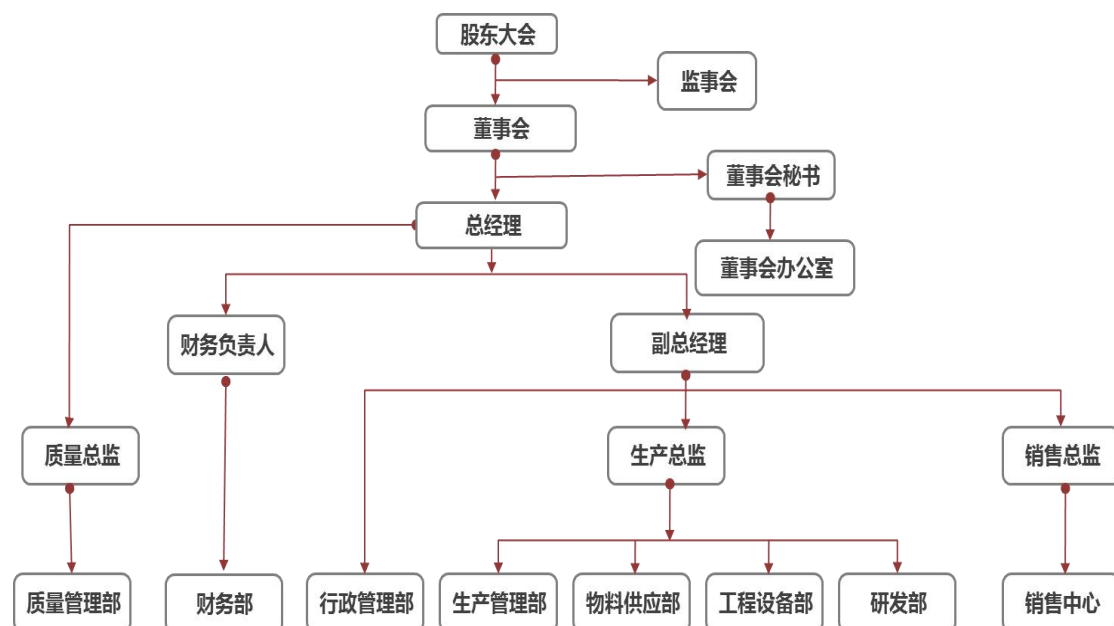 股东大会
监事会
董事会
董事会秘书
总经理
董事会办公室
财务负责人
副总经理
质量总监
生产总监
销售总监
质量管理部
财务部
行政管理部
生产管理部
物料供应部
工程设备部
研发部
销售中心